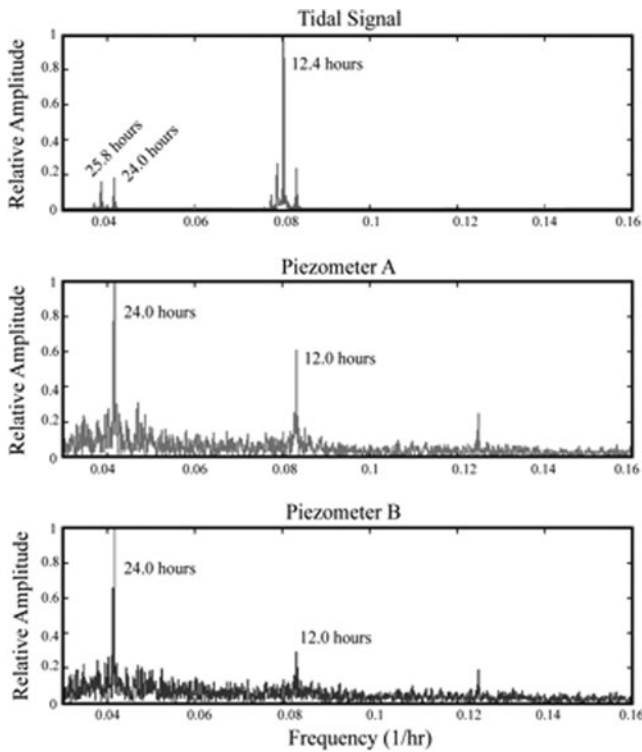 Tidal Signal
Relative Amplitude
1
0.8
0.6
0.4
0.2
0
25.8 hours
24.0 hours
12.4 hours
0.04 0.06 0.08 0.1 0.12 0.14 0.16
Piezometer A
Relative Amplitude
1
0.8
0.6
0.4
0.2
0
24.0 hours
12.0 hours
0.04 0.06 0.08 0.1 0.12 0.14 0.16
Piezometer B
Relative Amplitude
1
0.8
0.6
0.4
0.2
0
24.0 hours
12.0 hours
0.04 0.06 0.08 0.1 0.12 0.14 0.16
Frequency (1/hr)